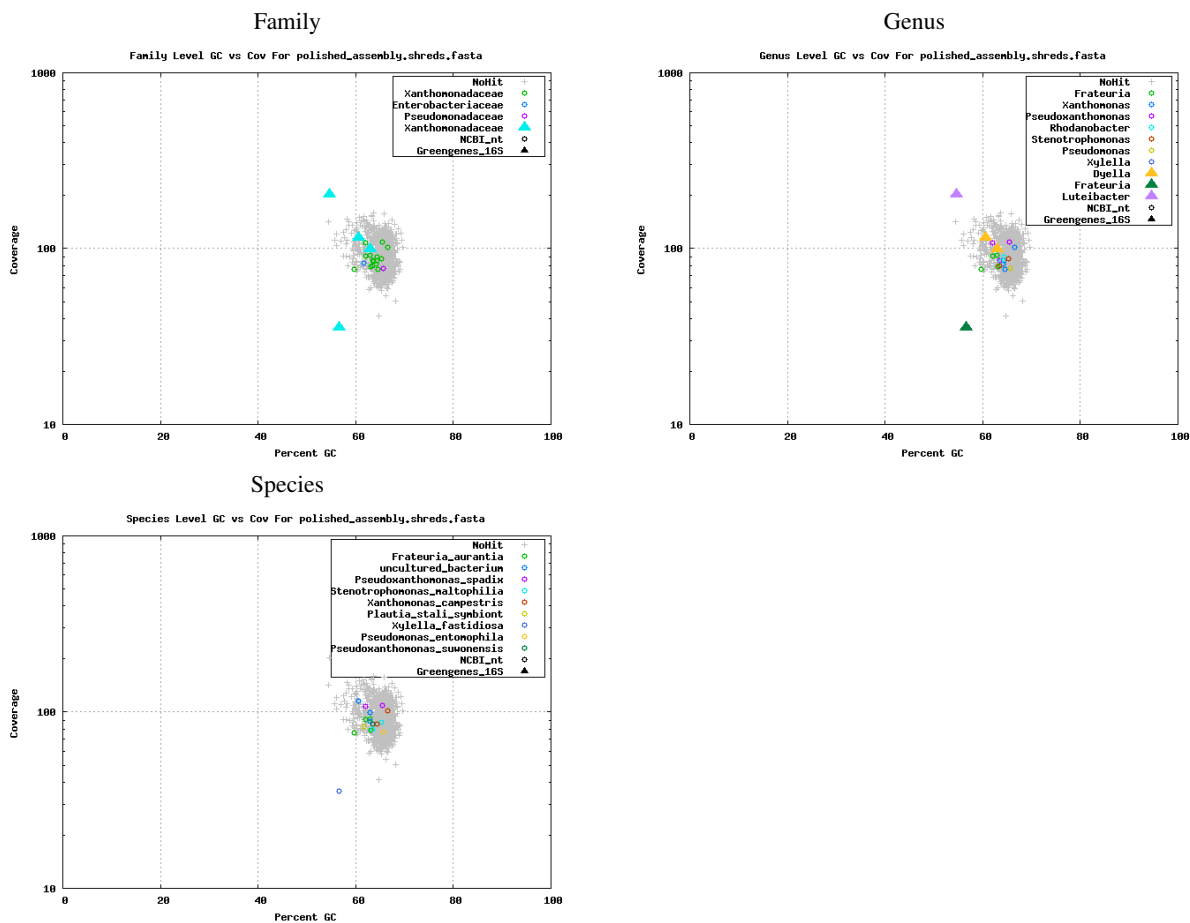 Family
Genus
Family Level GC vs Cov For polished_assembly.shreds.fasta
Genus Level GC vs Cov For polished_assembly.shreds.fasta
1000
NoHit
Xanthomonadaceae
Enterobacteriaceae
Pseudomonadaceae
Xanthomonadaceae
NCBI_nt
Greengenes_16S
Coverage
100
10
0 20 40 60 80 100
Percent GC
1000
NoHit
Frateuria
Xanthomonas
Pseudoxanthomonas
Rhodanobacter
Stenotrophomonas
Pseudomonas
Xylella
Dyella
Frateuria
Luteibacter
NCBI_nt
Greengenes_16S
Coverage
100
10
0 20 40 60 80 100
Percent GC
Species
Species Level GC vs Cov For polished_assembly.shreds.fasta
1000
NoHit
Frateuria_aurantia
uncultured_bacterium
Pseudoxanthomonas_spadix
Stenotrophomonas_maltophilia
Xanthomonas_campestris
Plautia_stali_symbiont
Xylella_fastidiosa
Pseudomonas_entomophila
Pseudoxanthomonas_suwonensis
NCBI_nt
Greengenes_16S
Coverage
100
10
0 20 40 60 80 100
Percent GC